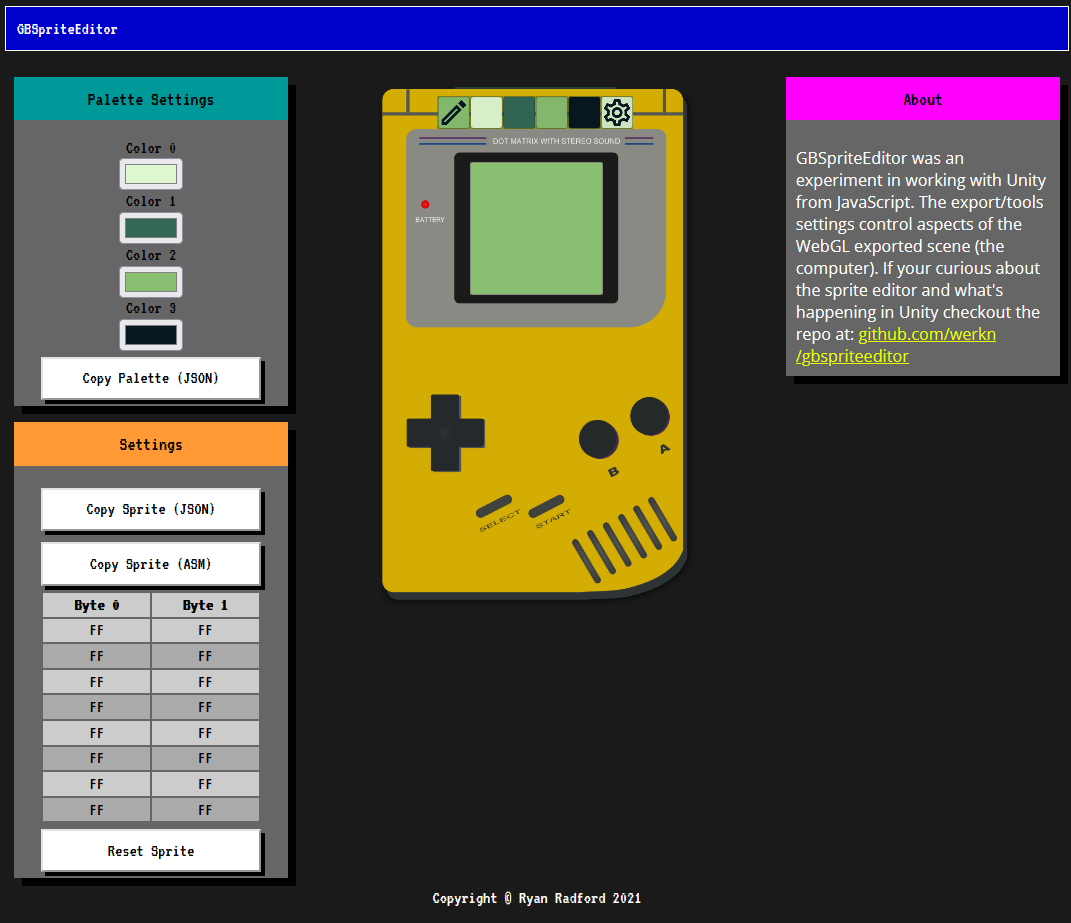 GBSpriteEditor
Palette Settings
Color 0
Color 1
Color 2
Color 3
Copy Palette (JSON)
Settings
Copy Sprite (JSON)
Copy Sprite (ASM)
Byte 0 Byte 1
FF FF
FF FF
FF FF
FF FF
FF FF
FF FF
FF FF
FF FF
Reset Sprite
DOT MATRIX WITH STEREO SOUND
BATTERY
A
B
SELECT
START
About
GBSpriteEditor was an
experiment in working with Unity
from JavaScript. The export/tools
settings control aspects of the
WebGL exported scene (the
computer). If your curious about
the sprite editor and what's
happening in Unity checkout the
repo at: github.com/werkn
/gbspriteeditor
Copyright @ Ryan Radford 2021